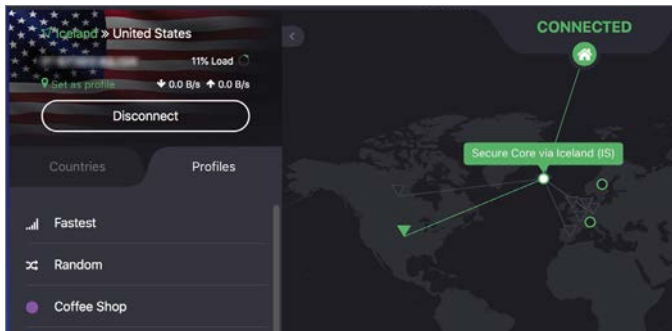 Iceland » United States
11% Load
Set as profile
0.0 B/s 0.0 B/s
Disconnect
Countries
Profiles
Fastest
Random
Coffee Shop
CONNECTED
Secure Core via Iceland (IS)